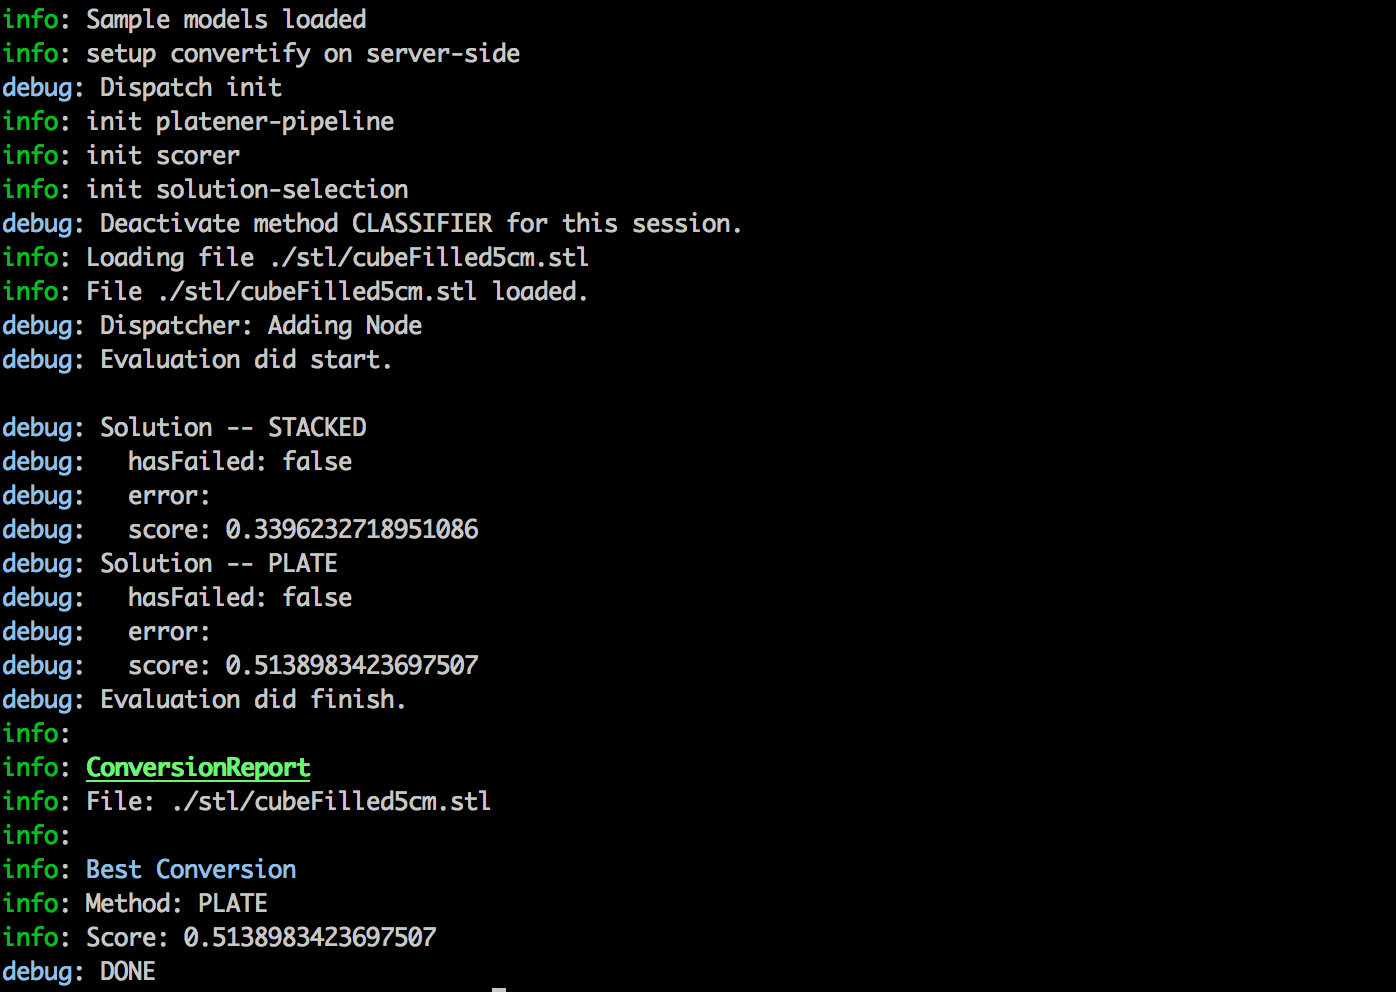 info: Sample models loaded
info: setup convertify on server-side
debug: Dispatch init
info: init platener-pipeline
info: init scorer
info: init solution-selection
debug: Deactivate method CLASSIFIER for this session.
info: Loading file ./stl/cubeFilled5cm.stl
info: File ./stl/cubeFilled5cm.stl loaded.
debug: Dispatcher: Adding Node
debug: Evaluation did start.
debug: Solution -- STACKED
debug:   hasFailed: false
debug:   error:
debug:   score: 0.3396232718951086
debug: Solution -- PLATE
debug:   hasFailed: false
debug:   error:
debug:   score: 0.5138983423697507
debug: Evaluation did finish.
info:
info: ConversionReport
info: File: ./stl/cubeFilled5cm.stl
info:
info: Best Conversion
info: Method: PLATE
info: Score: 0.5138983423697507
debug: DONE